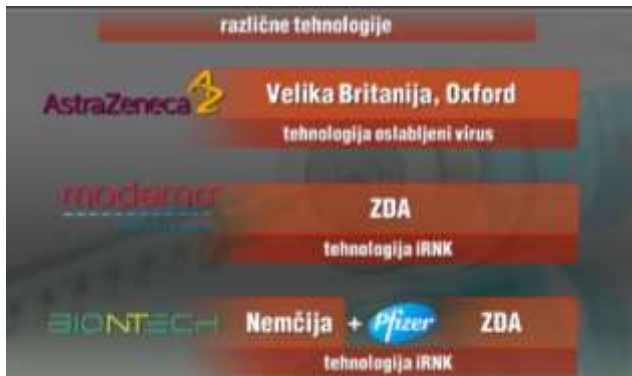 različne tehnologije
AstraZeneca
Velika Britanija, Oxford
tehnologija oslabljeni virus
moderna
ZDA
tehnologija iRNK
BIONTECH
Nemčija + Pfizer ZDA
tehnologija iRNK